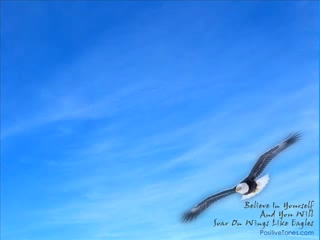 Believe In Yourself
And You Will
Soar On Wings Like Eagles
PositiveTones.com